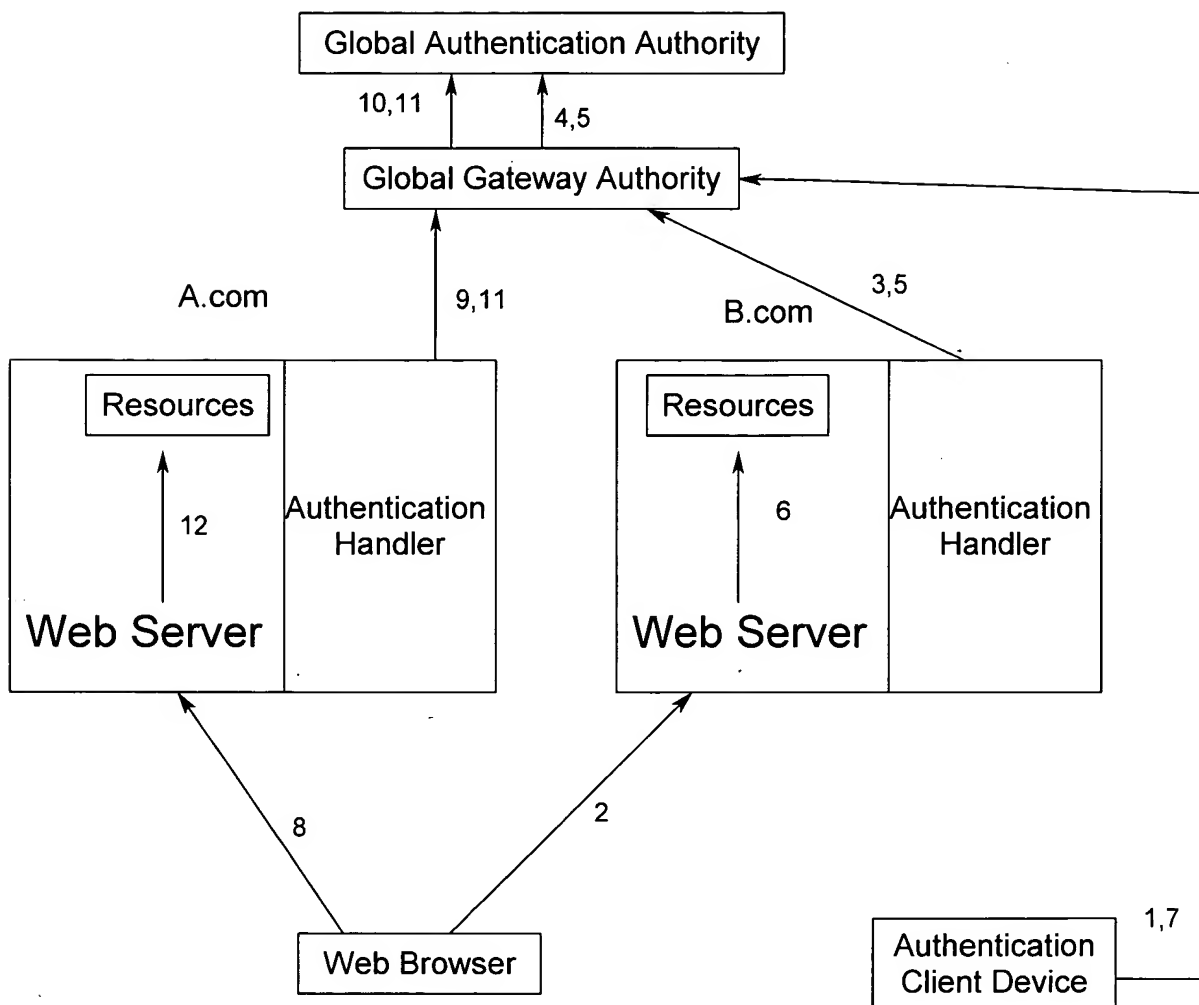 Global Authentication Authority
10,11
4,5
Global Gateway Authority
A.com
9,11
3,5
B.com
Resources
Resources
12
Authentication
Handler
6
Authentication
Handler
Web Server
Web Server
8
2
1,7
Web Browser
Authentication
Client Device